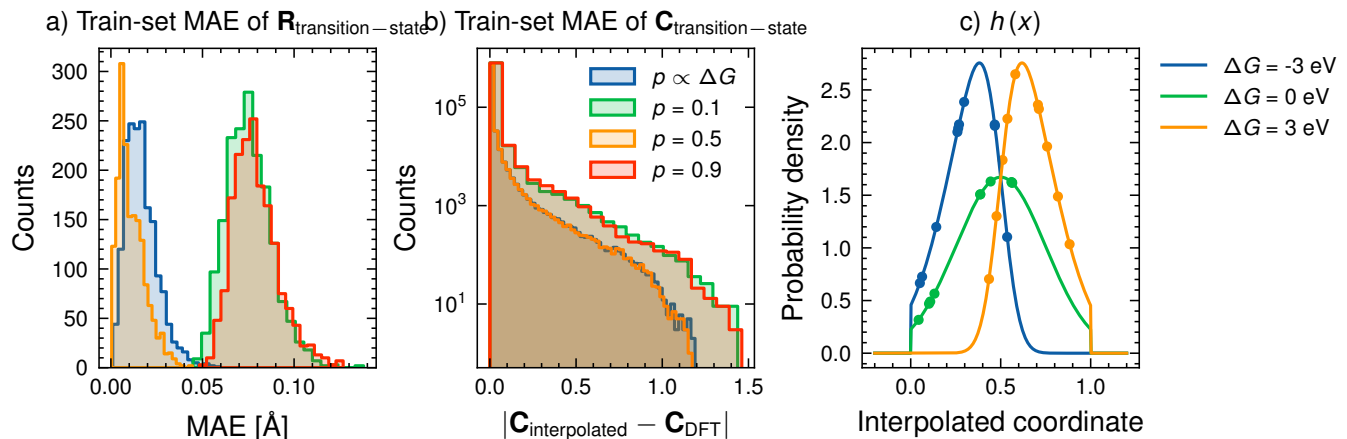 a) Train-set MAE of R_transition−state
b) Train-set MAE of C_transition−state
c) h(x)
Counts
300
250
200
150
100
50
0
0.00
0.05
0.10
MAE [Å]
Counts
10^5
10^3
10^1
p ∝ ΔG
p = 0.1
p = 0.5
p = 0.9
0.0
0.5
1.0
1.5
|C_interpolated − C_DFT|
Probability density
2.5
2.0
1.5
1.0
0.5
0.0
0.0
0.5
1.0
Interpolated coordinate
ΔG = -3 eV
ΔG = 0 eV
ΔG = 3 eV